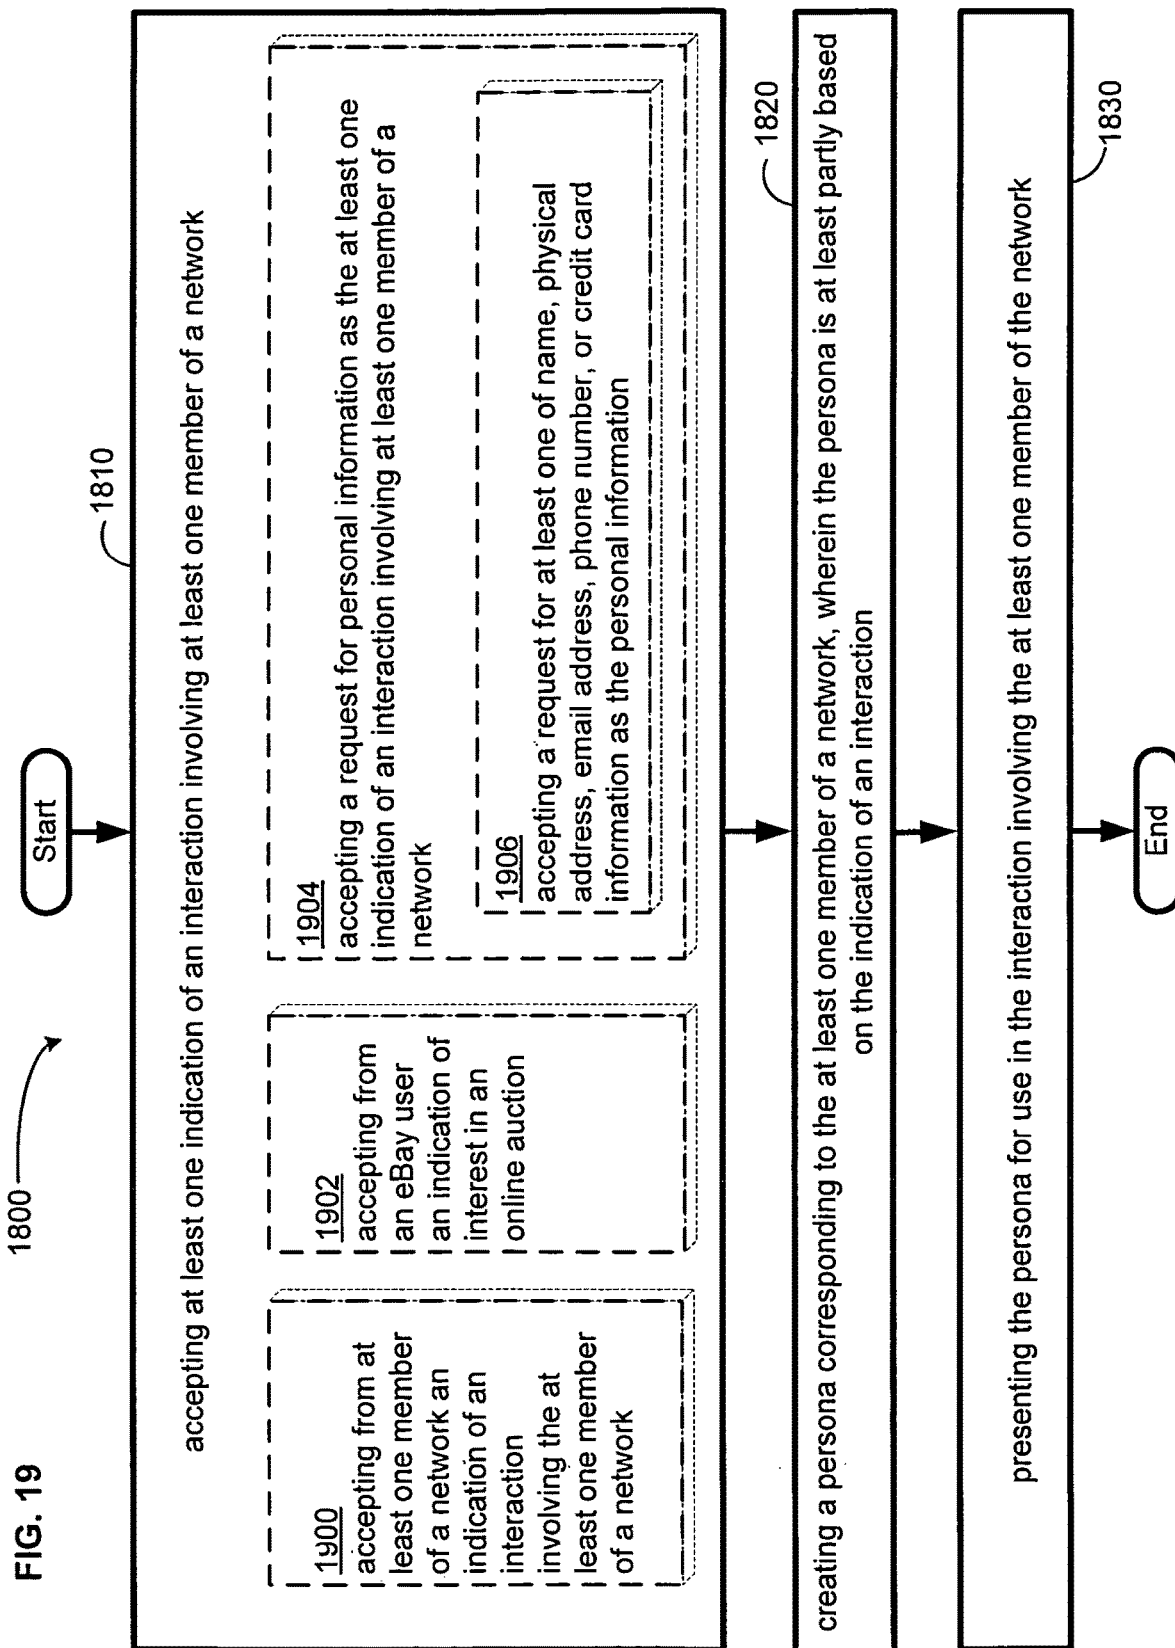 FIG. 19
1800
Start
1810
accepting at least one indication of an interaction involving at least one member of a network
1900
accepting from at
least one member
of a network an
indication of an
interaction
involving the at
least one member
of a network
1902
accepting from
an eBay user
an indication of
interest in an
online auction
1904
accepting a request for personal information as the at least one
indication of an interaction involving at least one member of a
network
1906
accepting a request for at least one of name, physical
address, email address, phone number, or credit card
information as the personal information
1820
creating a persona corresponding to the at least one member of a network, wherein the persona is at least partly based
on the indication of an interaction
1830
presenting the persona for use in the interaction involving the at least one member of the network
End